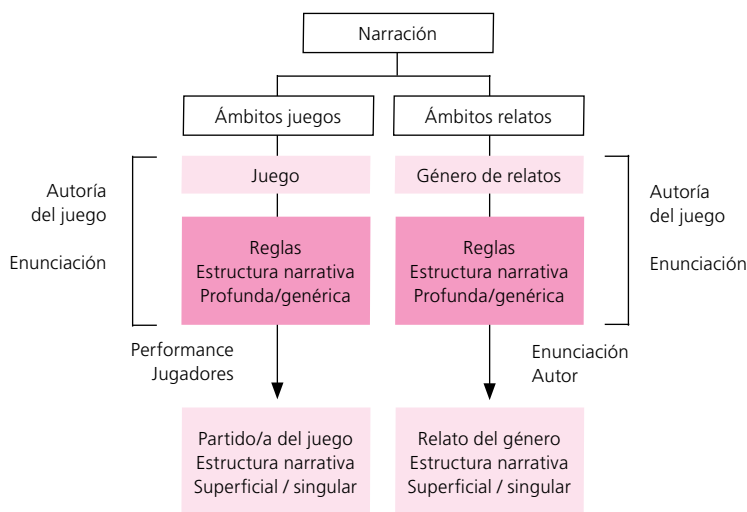 Narración
Ámbitos juegos
Ámbitos relatos
Juego
Género de relatos
Autoría
del juego
Enunciación
Reglas
Estructura narrativa
Profunda/genérica
Reglas
Estructura narrativa
Profunda/genérica
Autoría
del juego
Enunciación
Performance
Jugadores
Enunciación
Autor
Partido/a del juego
Estructura narrativa
Superficial / singular
Relato del género
Estructura narrativa
Superficial / singular